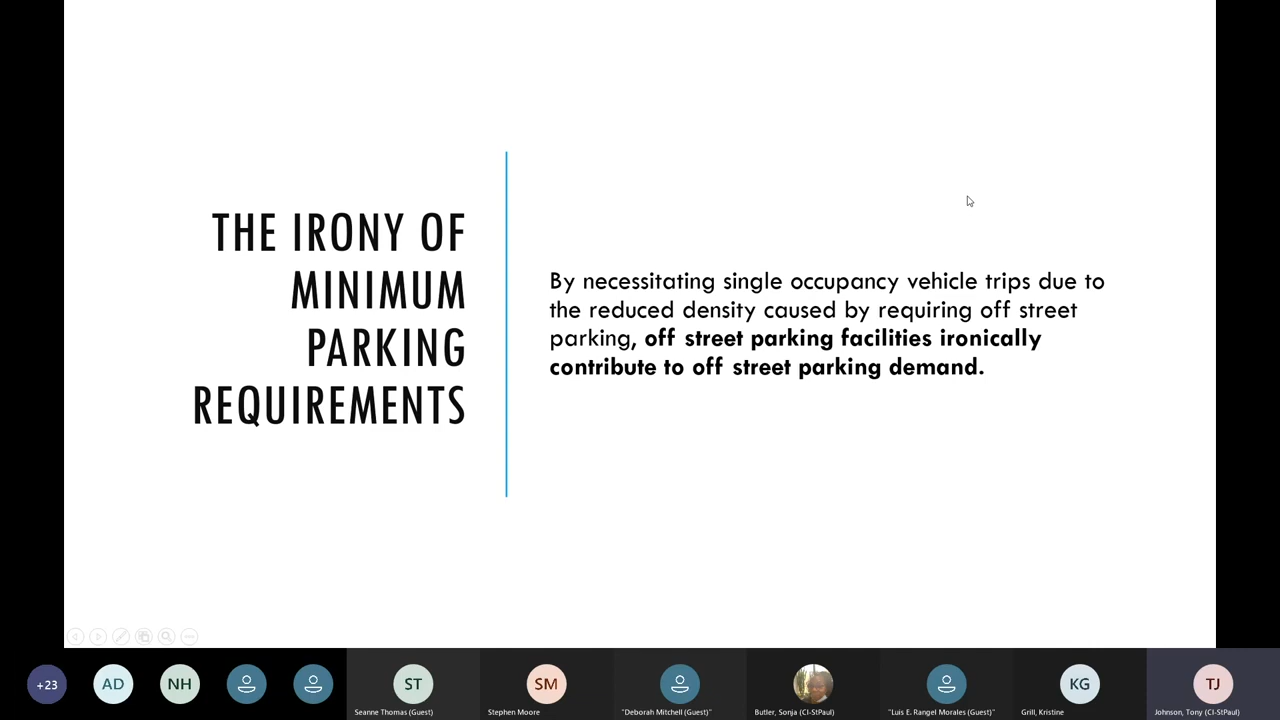 THE IRONY OF
MINIMUM
PARKING
REQUIREMENTS
By necessitating single occupancy vehicle trips due to
the reduced density caused by requiring off street
parking, off street parking facilities ironically
contribute to off street parking demand.
+23
AD
NH
ST
Seanne Thomas (Guest)
SM
Stephen Moore
"Deborah Mitchell (Guest)"
Butler, Sonja (CI-StPaul)
"Luis E. Rangel Morales (Guest)"
KG
Grill, Kristine
TJ
Johnson, Tony (CI-StPaul)